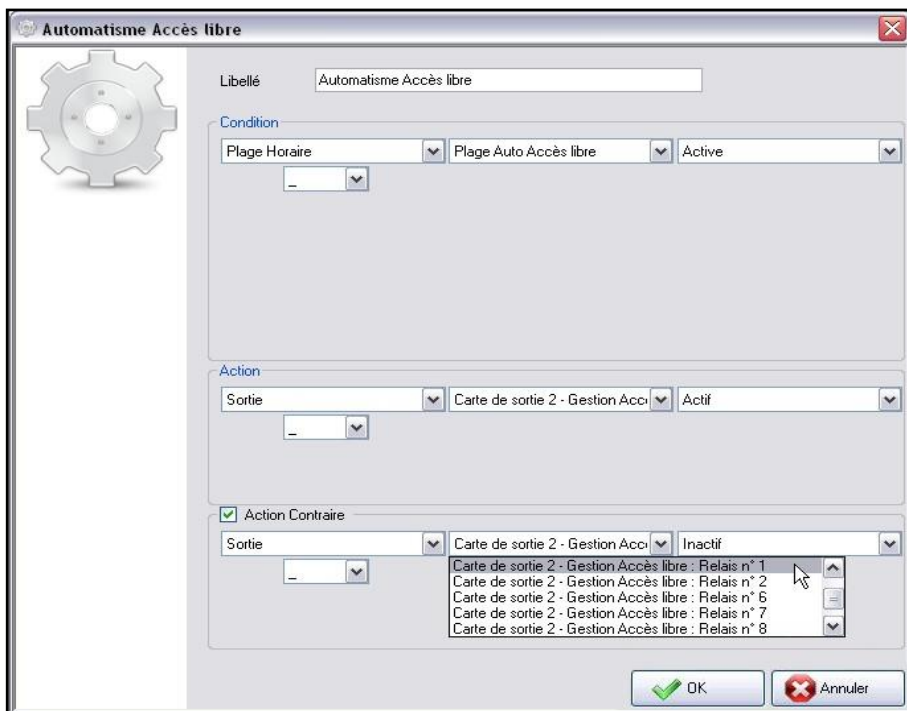 Automatisme Accès libre
Libellé Automatisme Accès libre
Condition
Plage Horaire Plage Auto Accès libre Active
_
Action
Sortie Carte de sortie 2 - Gestion Acc Actif
_
Action Contraire
Sortie Carte de sortie 2 - Gestion Acc Inactif
_
Carte de sortie 2 - Gestion Accès libre : Relais n° 1
Carte de sortie 2 - Gestion Accès libre : Relais n° 2
Carte de sortie 2 - Gestion Accès libre : Relais n° 6
Carte de sortie 2 - Gestion Accès libre : Relais n° 7
Carte de sortie 2 - Gestion Accès libre : Relais n° 8
OK Annuler